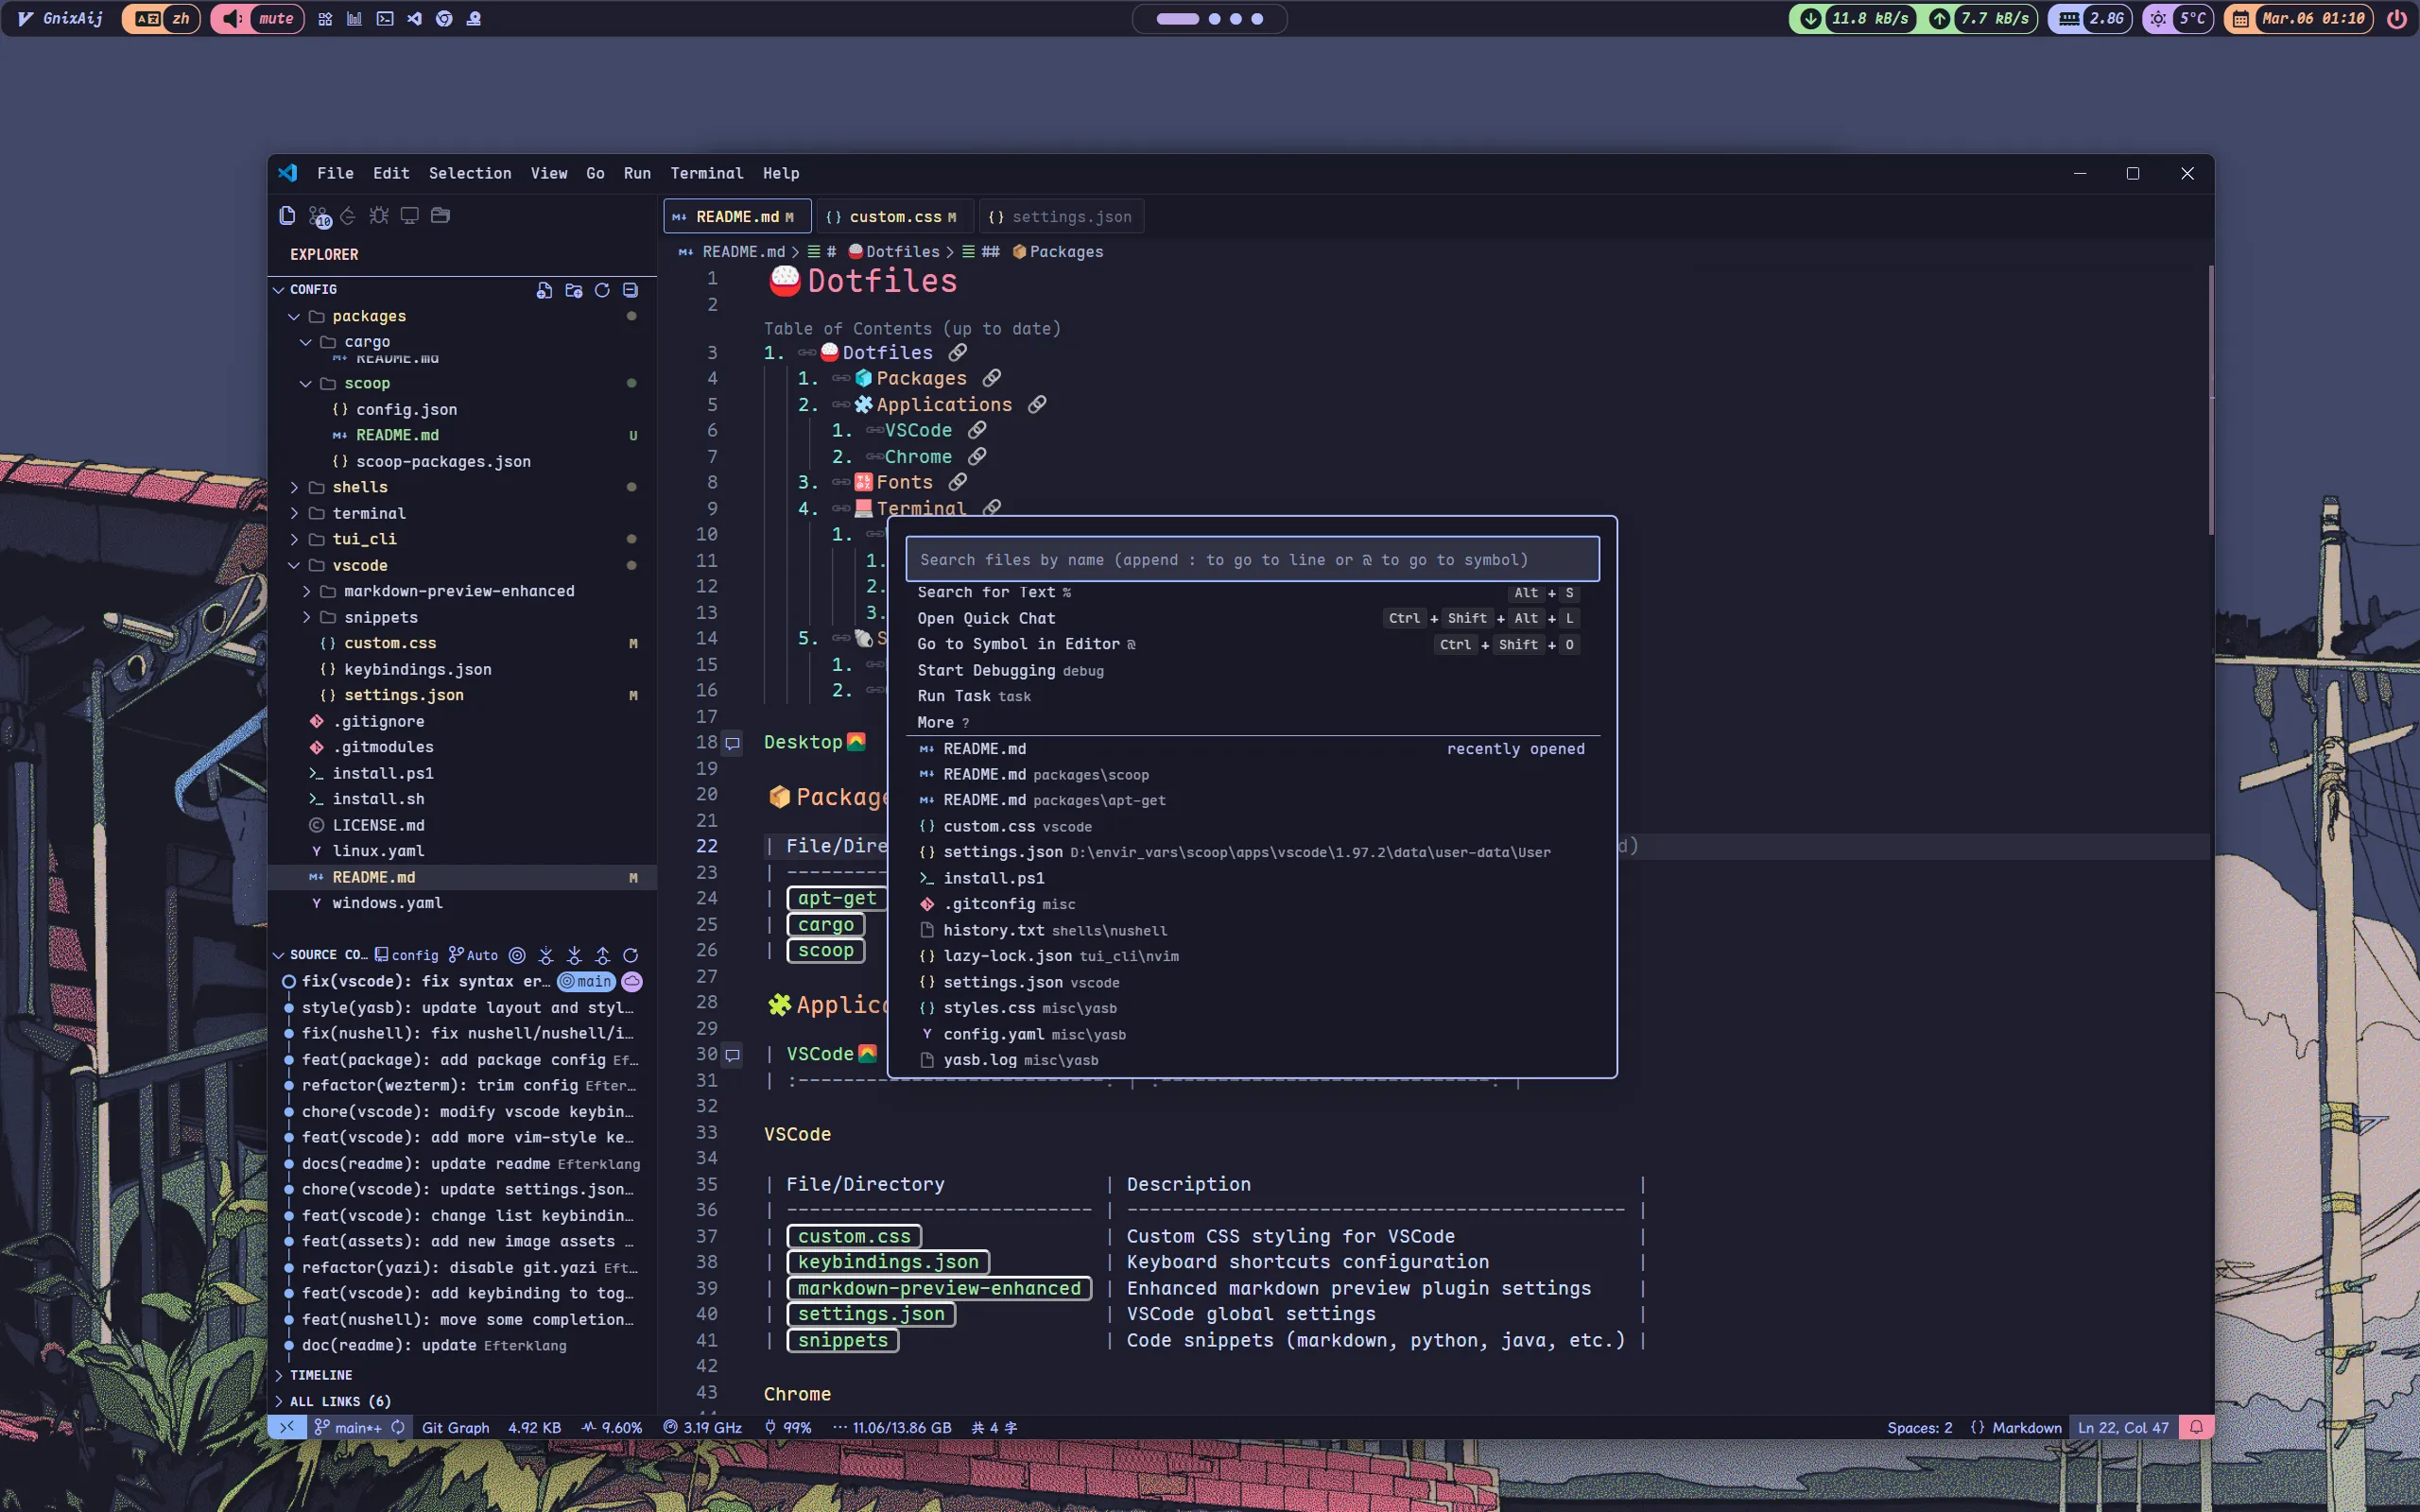 GnixAij zh mute 11.8 kB/s 7.7 kB/s 2.8G 5°C Mar.06 01:10
File Edit Selection View Go Run Terminal Help
10
README.md M custom.css M settings.json
EXPLORER
README.md > # Dotfiles > ## Packages
CONFIG
packages
cargo
README.md
scoop
config.json
README.md U
scoop-packages.json
shells
terminal
tui_cli
vscode
markdown-preview-enhanced
snippets
custom.css M
keybindings.json
settings.json M
.gitignore
.gitmodules
install.ps1
install.sh
LICENSE.md
linux.yaml
README.md M
windows.yaml
SOURCE CO… config Auto
fix(vscode): fix syntax er… main
style(yasb): update layout and styl…
fix(nushell): fix nushell/nushell/i…
feat(package): add package config Ef…
refactor(wezterm): trim config Efter…
chore(vscode): modify vscode keybin…
feat(vscode): add more vim-style ke…
docs(readme): update readme Efterklang
chore(vscode): update settings.json…
feat(vscode): change list keybindin…
feat(assets): add new image assets …
refactor(yazi): disable git.yazi Eft…
feat(vscode): add keybinding to tog…
feat(nushell): move some completion…
doc(readme): update Efterklang
TIMELINE
ALL LINKS (6)
1 Dotfiles
2
Table of Contents (up to date)
3 1. Dotfiles
4 1. Packages
5 2. Applications
6 1. VSCode
7 2. Chrome
8 3. Fonts
9 4. Terminal
10 1.
11 1.
12 2.
13 3.
14 5. S
15 1.
16 2.
17
18 Desktop
19
20 Package
21
22 | File/Dire d)
23 | --------
24 | apt-get
25 | cargo
26 | scoop
27
28 Applic
29
30 | VSCode
31 | :---------------------------: | :-----------------------------: |
32
33 VSCode
34
35 | File/Directory | Description |
36 | --------------------------- | -------------------------------------------- |
37 | custom.css | Custom CSS styling for VSCode |
38 | keybindings.json | Keyboard shortcuts configuration |
39 | markdown-preview-enhanced | Enhanced markdown preview plugin settings |
40 | settings.json | VSCode global settings |
41 | snippets | Code snippets (markdown, python, java, etc.) |
42
43 Chrome
Search files by name (append : to go to line or @ to go to symbol)
Search for Text % Alt + S
Open Quick Chat Ctrl + Shift + Alt + L
Go to Symbol in Editor @ Ctrl + Shift + O
Start Debugging debug
Run Task task
More ?
README.md recently opened
README.md packages\scoop
README.md packages\apt-get
custom.css vscode
settings.json D:\envir_vars\scoop\apps\vscode\1.97.2\data\user-data\User
install.ps1
.gitconfig misc
history.txt shells\nushell
lazy-lock.json tui_cli\nvim
settings.json vscode
styles.css misc\yasb
config.yaml misc\yasb
yasb.log misc\yasb
main*+ Git Graph 4.92 KB 9.60% 3.19 GHz 99% 11.06/13.86 GB 共 4 字 Spaces: 2 Markdown Ln 22, Col 47